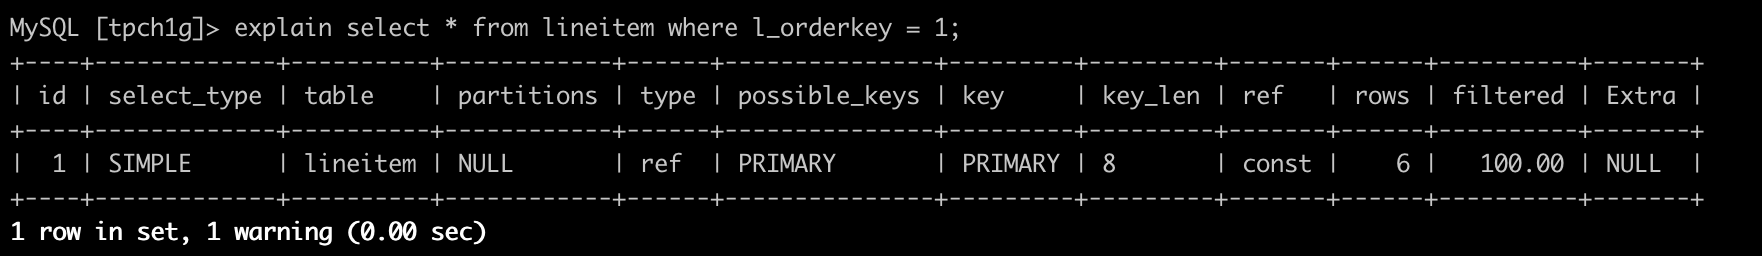 MySQL [tpch1g]> explain select * from lineitem where l_orderkey = 1;
+----+-------------+----------+------------+------+---------------+---------+---------+-------+------+----------+-------+
| id | select_type | table    | partitions | type | possible_keys | key     | key_len | ref   | rows | filtered | Extra |
+----+-------------+----------+------------+------+---------------+---------+---------+-------+------+----------+-------+
|  1 | SIMPLE      | lineitem | NULL       | ref  | PRIMARY       | PRIMARY | 8       | const |    6 |   100.00 | NULL  |
+----+-------------+----------+------------+------+---------------+---------+---------+-------+------+----------+-------+
1 row in set, 1 warning (0.00 sec)